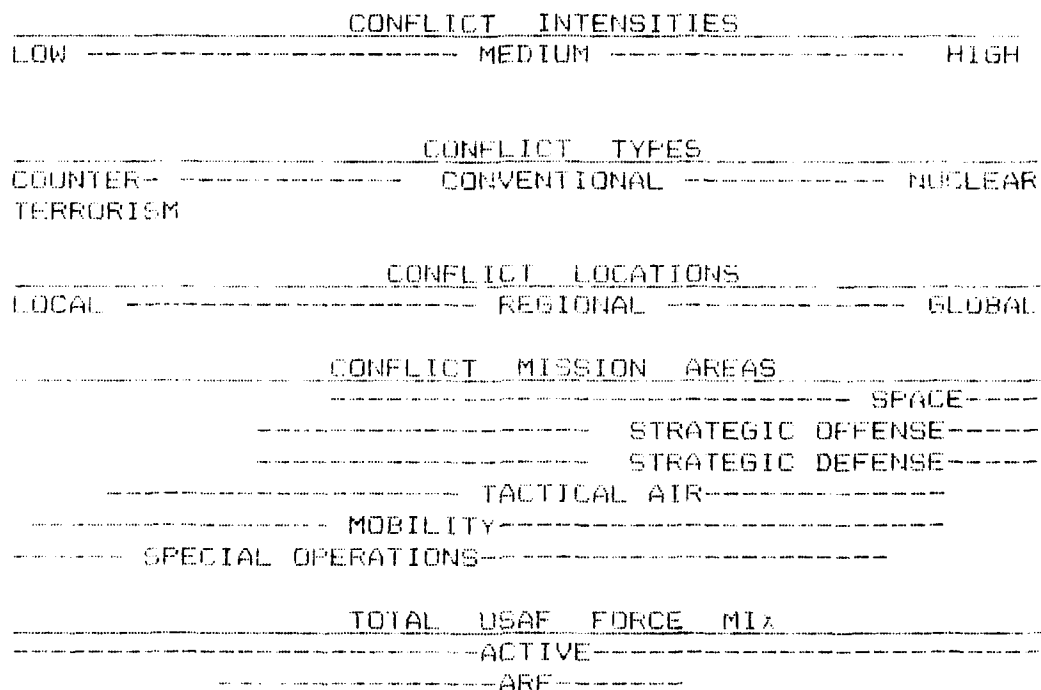 CONFLICT INTENSITIES
LOW -------------------- MEDIUM ---------------- HIGH
CONFLICT TYPES
COUNTER- ------------- CONVENTIONAL ----------- NUCLEAR
TERRORISM
CONFLICT LOCATIONS
LOCAL ------------------- REGIONAL ------------- GLOBAL
CONFLICT MISSION AREAS
---------------------------- SPACE----
------------------ STRATEGIC OFFENSE-----
------------------ STRATEGIC DEFENSE-----
------------------- TACTICAL AIR-------------
---------------- MOBILITY------------------------
------ SPECIAL OPERATIONS----------------------
TOTAL USAF FORCE MIX
-------------------------ACTIVE------------------------
---------------ARF-------